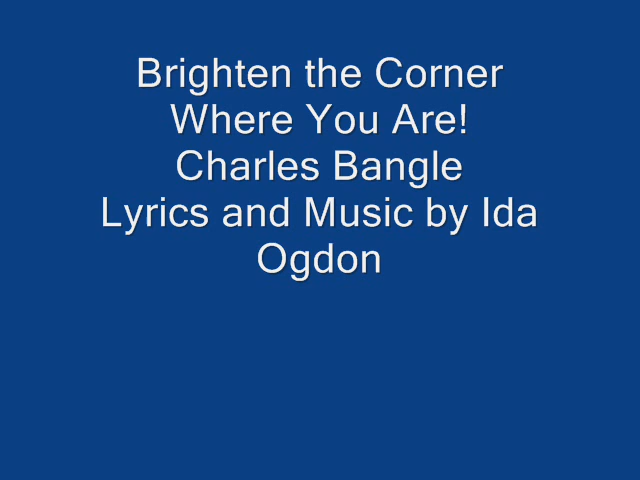 Brighten the Corner
Where You Are!
Charles Bangle
Lyrics and Music by Ida
Ogdon